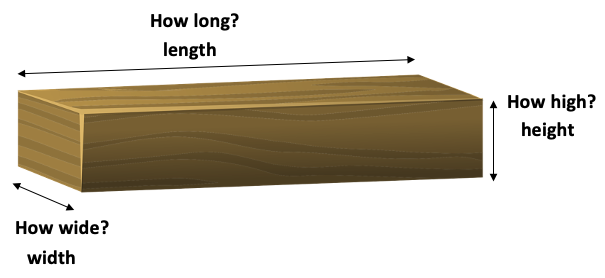 How long?
length
How high?
height
How wide?
width